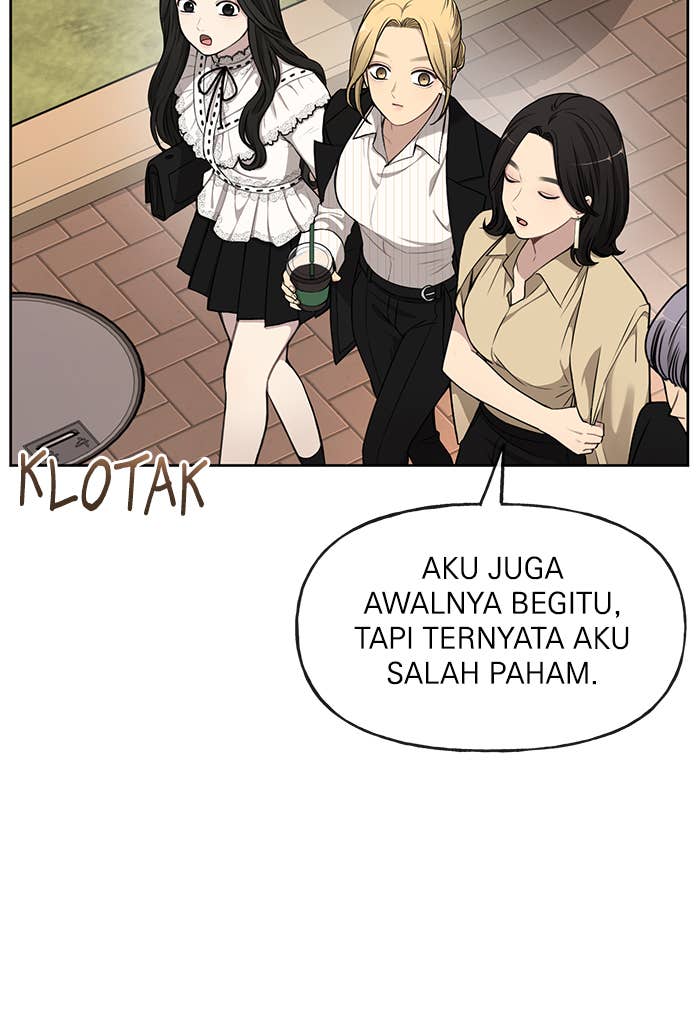 KLOTAK
AKU JUGA
AWALNYA BEGITU,
TAPI TERNYATA AKU
SALAH PAHAM.